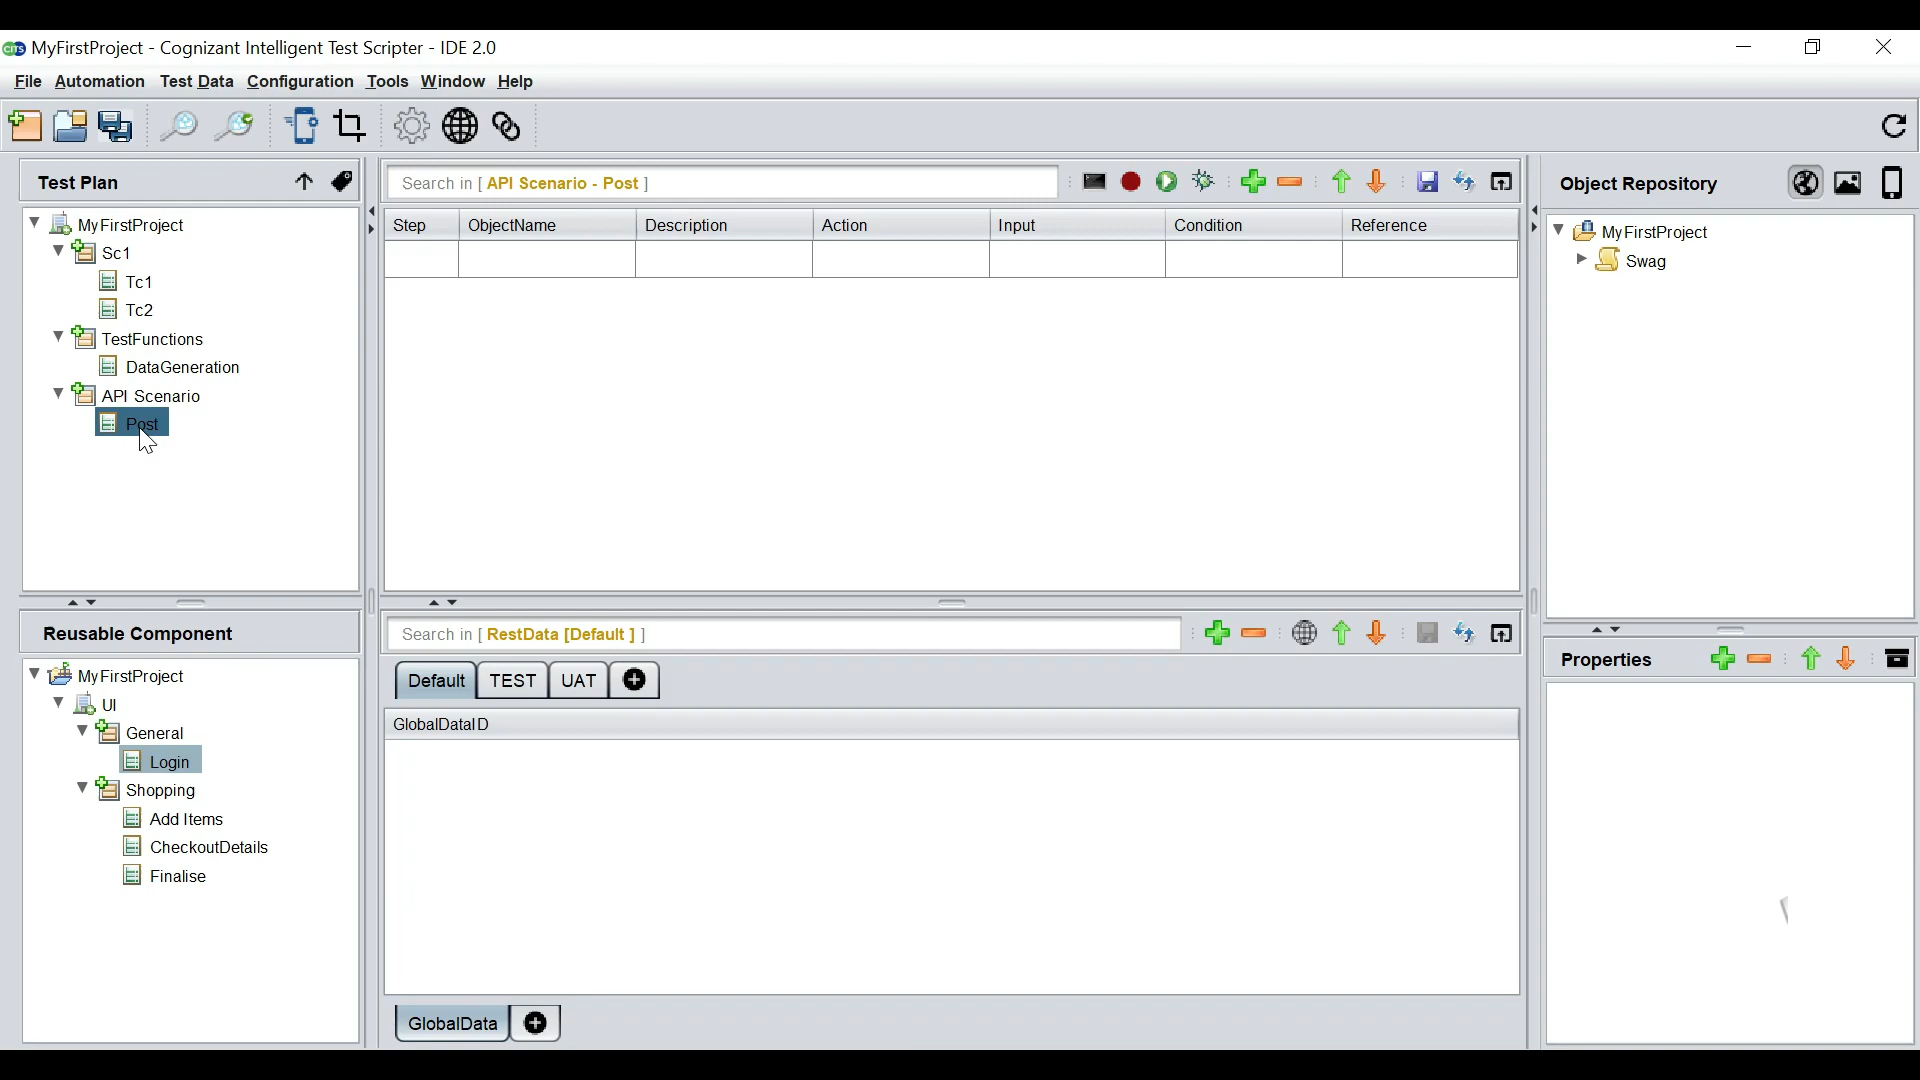 CITS MyFirstProject - Cognizant Intelligent Test Scripter - IDE 2.0
File Automation Test Data Configuration Tools Window Help
Test Plan
MyFirstProject
Sc1
Tc1
Tc2
TestFunctions
DataGeneration
API Scenario
Post
Search in [ API Scenario - Post ]
Step ObjectName Description Action Input Condition Reference
Object Repository
MyFirstProject
Swag
Reusable Component
MyFirstProject
UI
General
Login
Shopping
Add Items
CheckoutDetails
Finalise
Search in [ RestData [Default ] ]
Default TEST UAT
GlobalDataID
GlobalData
Properties